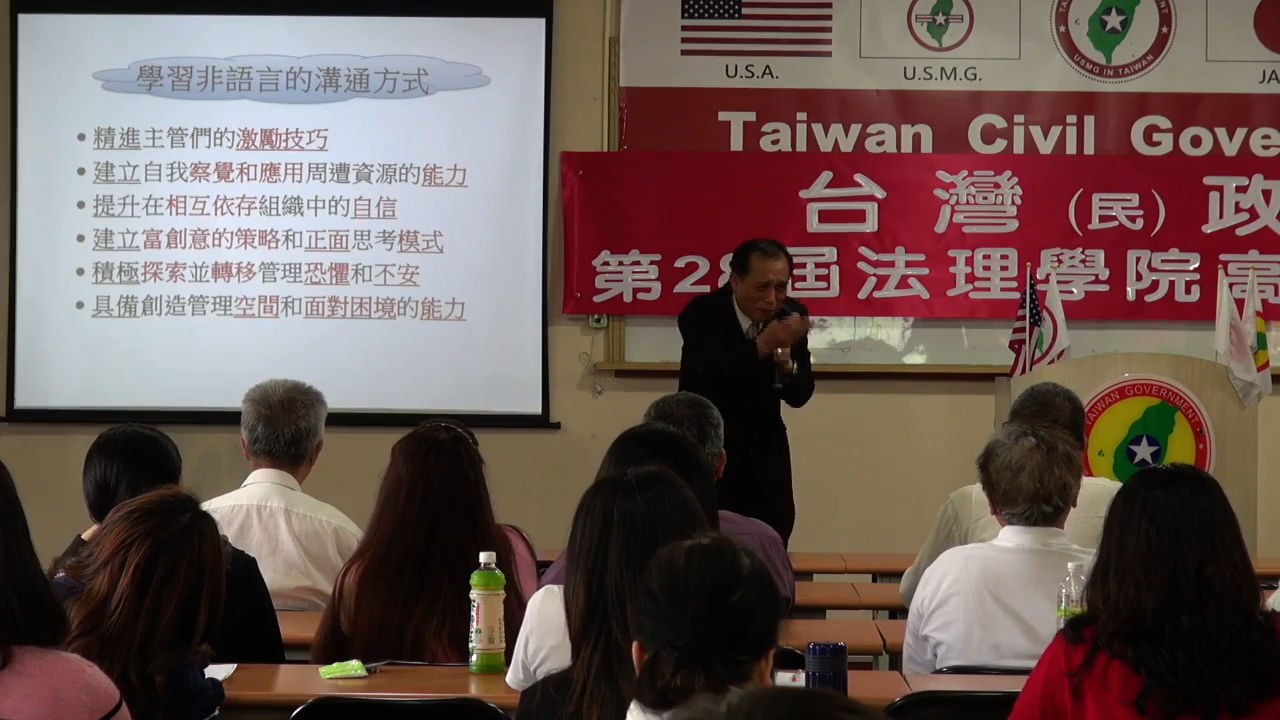 學習非語言的溝通方式
• 精進主管們的激勵技巧
• 建立自我察覺和應用周遭資源的能力
• 提升在相互依存組織中的自信
• 建立富創意的策略和正面思考模式
• 積極探索並轉移管理恐懼和不安
• 具備創造管理空間和面對困境的能力
U.S.A.
U.S.M.G.
USMG IN TAIWAN
JA
Taiwan Civil Gove
台灣(民)政
第28屆法理學院高
TAIWAN GOVERNMENT